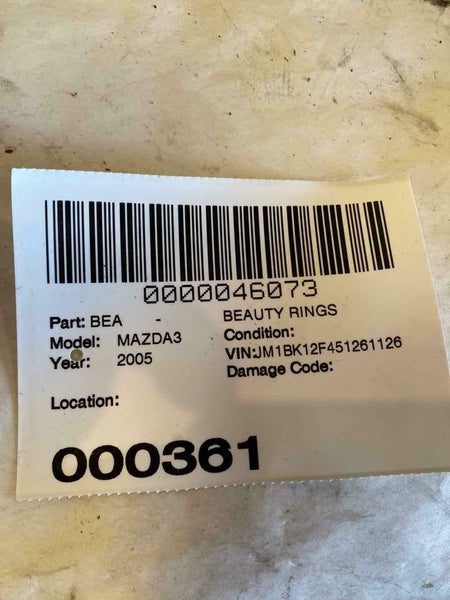 0000046073
Part: BEA - BEAUTY RINGS
Model: MAZDA3 Condition:
Year: 2005 VIN:JM1BK12F451261126
Damage Code:
Location:
000361